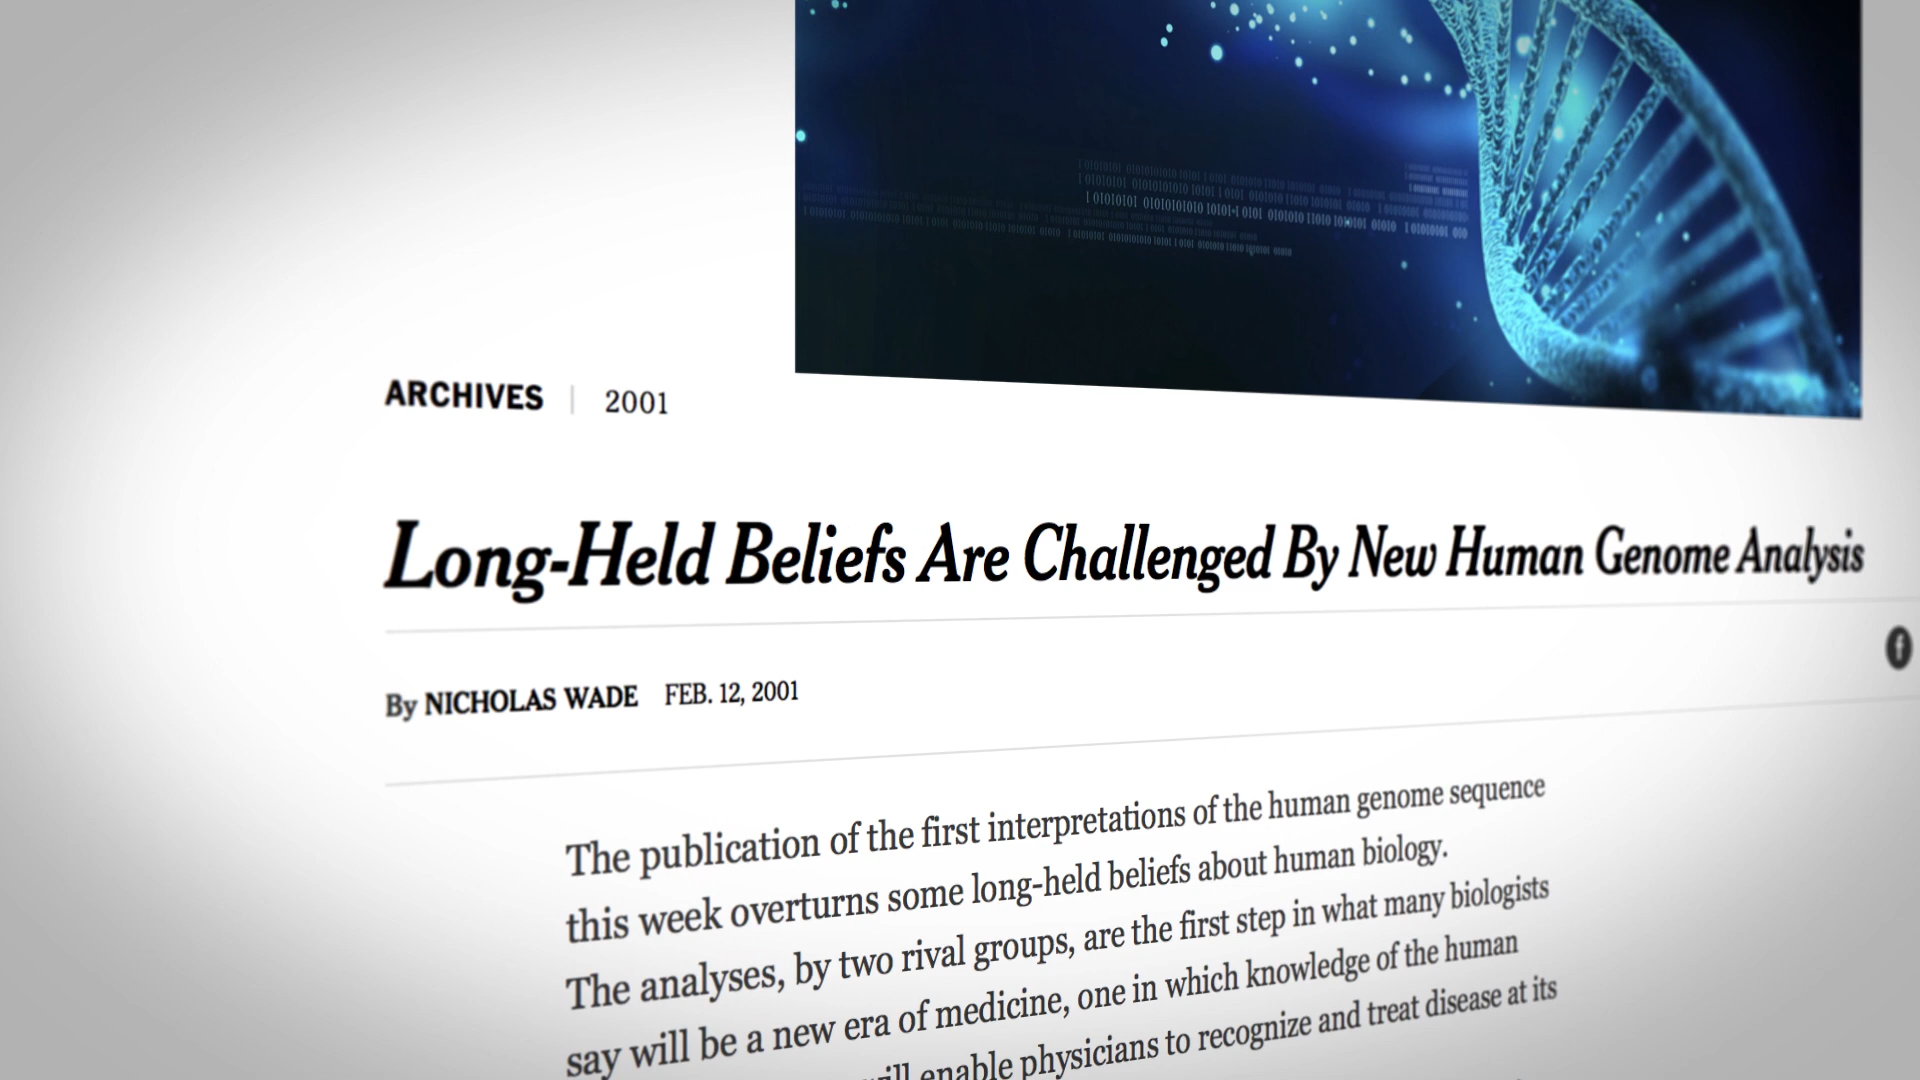 ARCHIVES | 2001
Long-Held Beliefs Are Challenged By New Human Genome Analysis
f
By NICHOLAS WADE FEB. 12, 2001
The publication of the first interpretations of the human genome sequence
this week overturns some long-held beliefs about human biology.
The analyses, by two rival groups, are the first step in what many biologists
say will be a new era of medicine, one in which knowledge of the human
enable physicians to recognize and treat disease at its